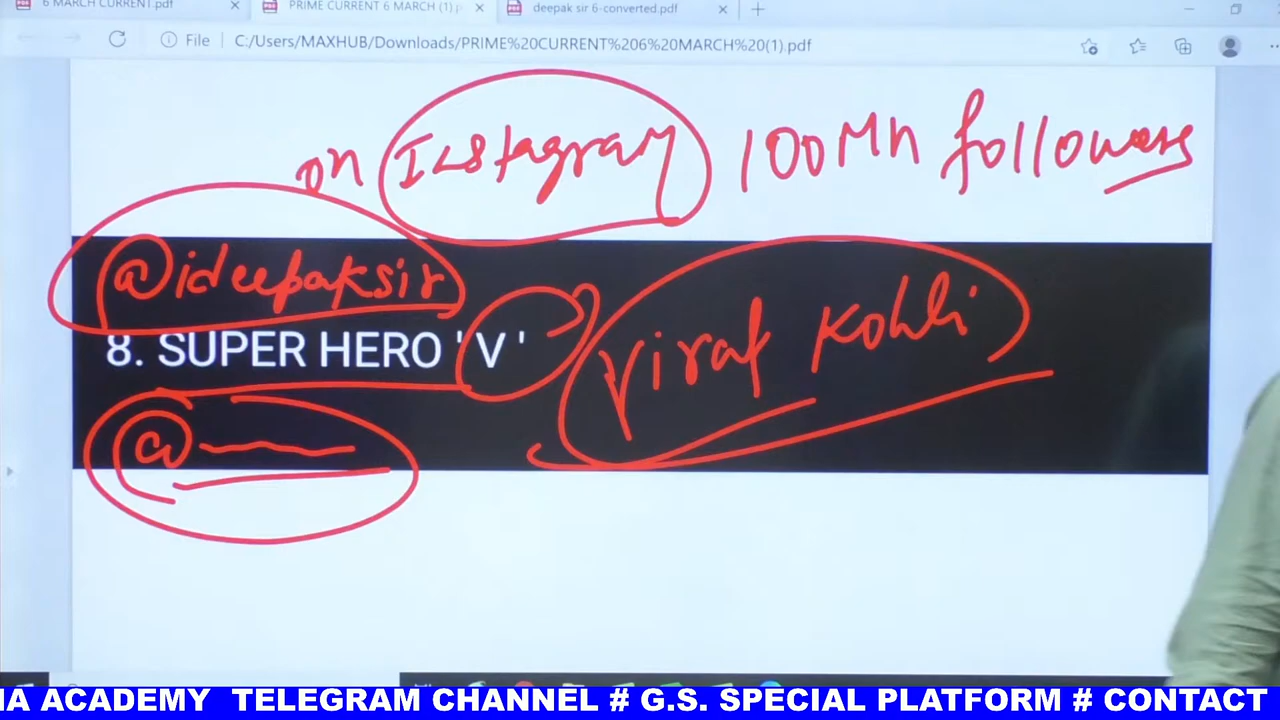 6 MARCH CURRENT.pdf
PRIME CURRENT 6 MARCH (1).p
deepak sir 6-converted.pdf
File
C:/Users/MAXHUB/Downloads/PRIME%20CURRENT%206%20MARCH%20(1).pdf
on Instagram 100Mn followers
@ideepaksir
8. SUPER HERO ' V '
Virat Kohli
@
IA ACADEMY TELEGRAM CHANNEL # G.S. SPECIAL PLATFORM # CONTACT